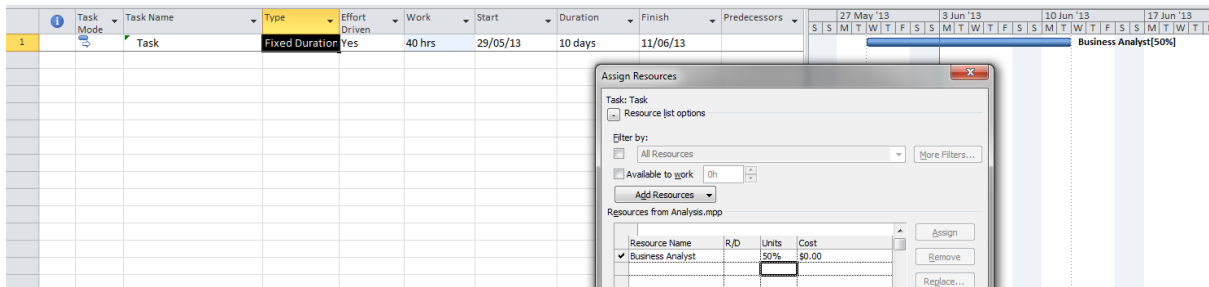 Task Mode Task Name Type Effort Driven Work Start Duration Finish Predecessors
27 May '13 3 Jun '13 10 Jun '13 17 Jun '13
S S M T W T F S S M T W T F S S M T W T F S S M T W T
1 Task Fixed Duration Yes 40 hrs 29/05/13 10 days 11/06/13 Business Analyst[50%]
Assign Resources
Task: Task
Resource list options
Filter by:
All Resources More Filters...
Available to work 0h
Add Resources
Resources from Analysis.mpp
Assign
Resource Name R/D Units Cost
Business Analyst 50% $0.00
Remove
Replace...